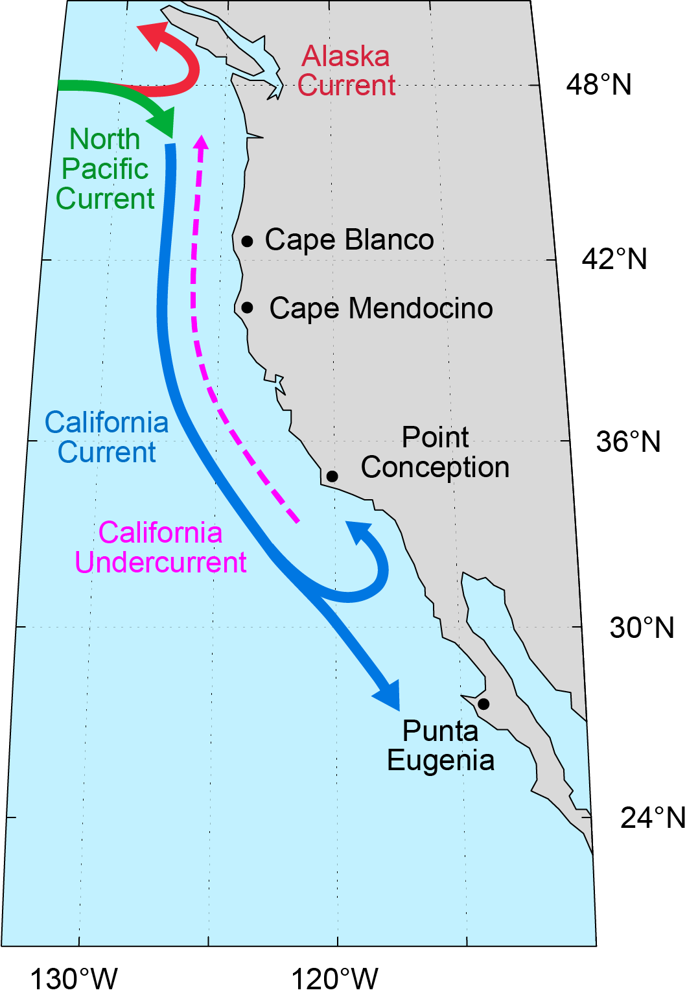 Alaska
Current
48°N
North
Pacific
Current
Cape Blanco
42°N
Cape Mendocino
California
Current
Point
Conception
36°N
California
Undercurrent
30°N
Punta
Eugenia
24°N
130°W
120°W